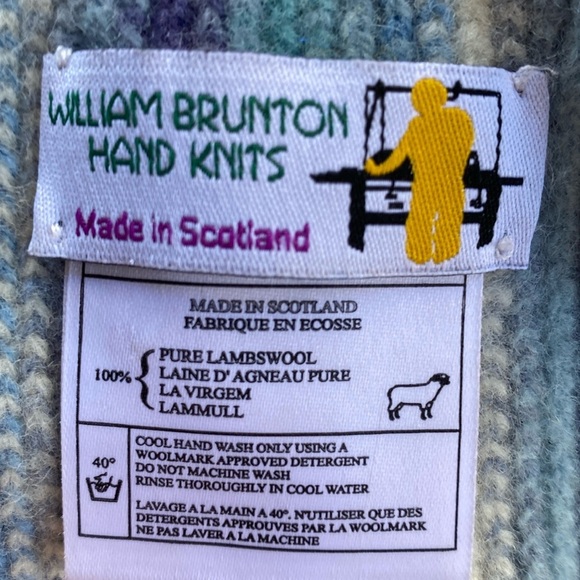 WILLIAM BRUNTON
HAND KNITS
Made in Scotland
MADE IN SCOTLAND
FABRIQUE EN ECOSSE
100% { PURE LAMBSWOOL
LAINE D'AGNEAU PURE
LA VIRGEM
LAMMULL
40°
COOL HAND WASH ONLY USING A
WOOLMARK APPROVED DETERGENT
DO NOT MACHINE WASH
RINSE THOROUGHLY IN COOL WATER
LAVAGE A LA MAIN A 40°. N'UTILISER QUE DES
DETERGENTS APPROUVES PAR LA WOOLMARK
NE PAS LAVER A LA MACHINE